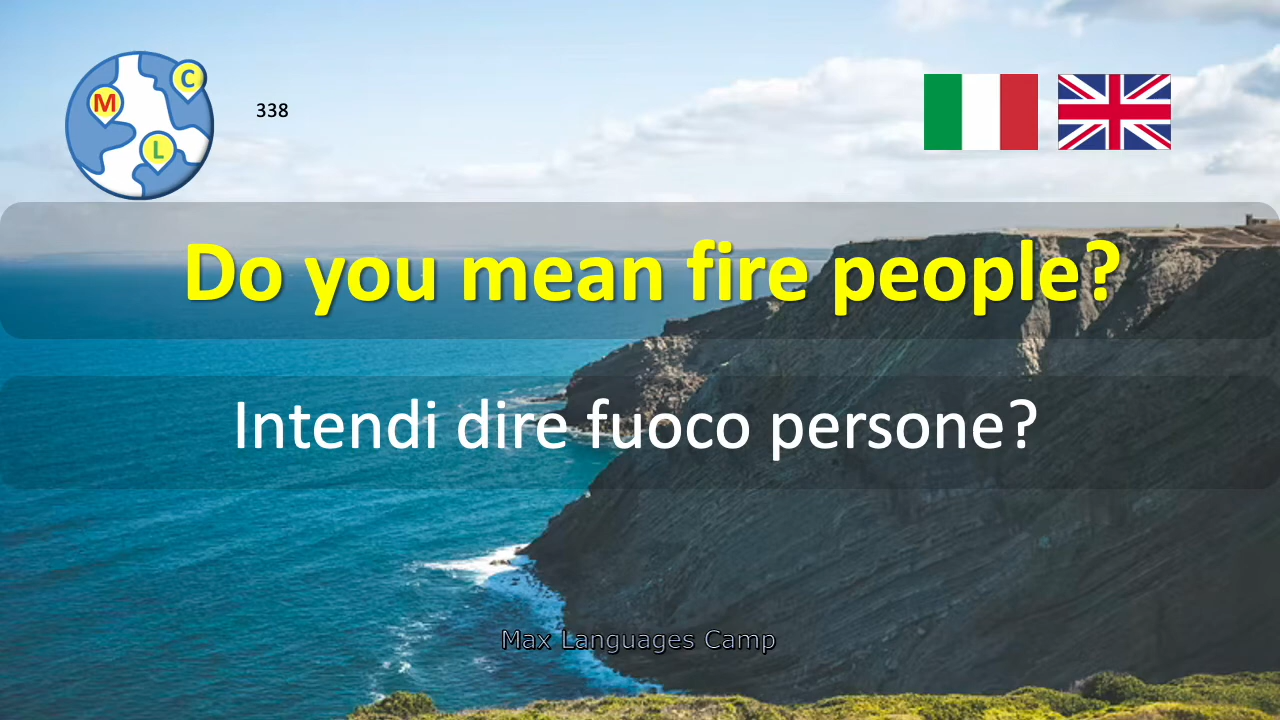 C
M
338
L
Do you mean fire people?
Intendi dire fuoco persone?
Max Languages Camp